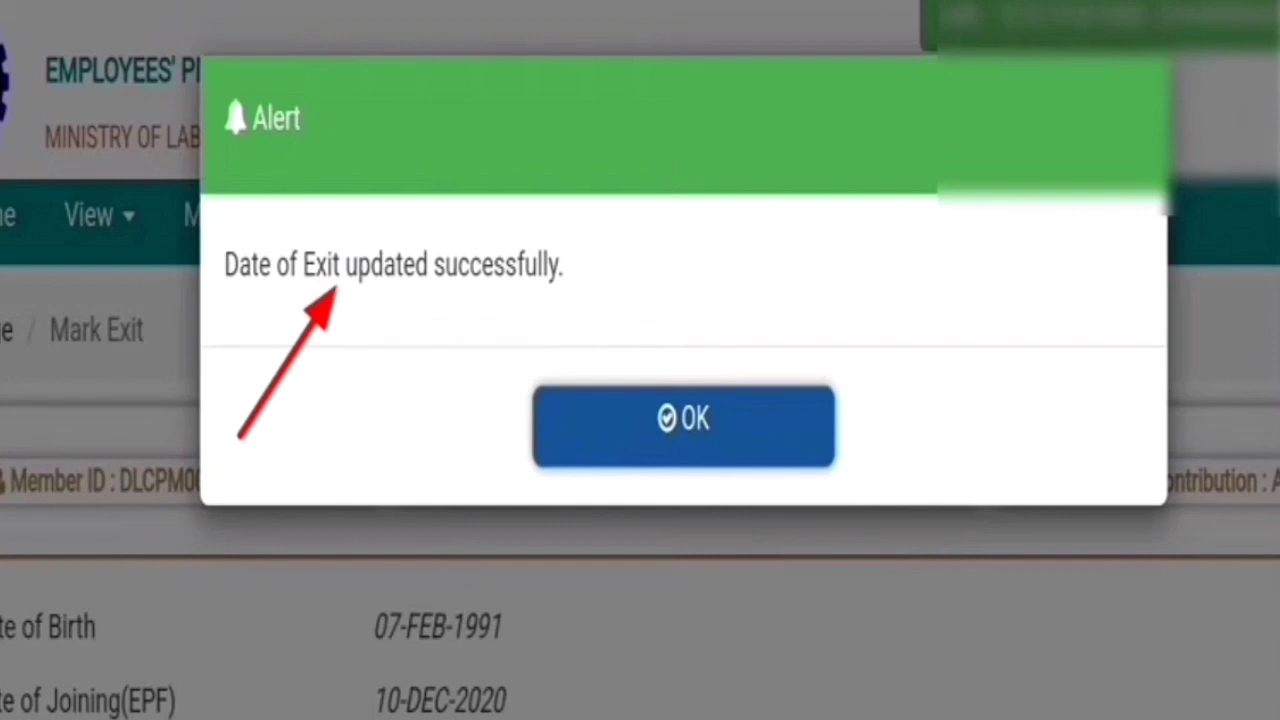 EMPLOYEES' P
MINISTRY OF LAB
Alert
View
Date of Exit updated successfully.
Mark Exit
OK
Member ID : DLCPM0
ontribution : A
te of Birth 07-FEB-1991
te of Joining(EPF) 10-DEC-2020